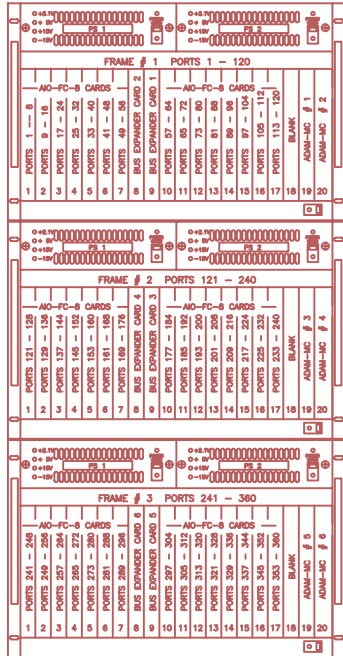 O+2.1V
O+ 5V
O+15V
O-15V
PS 1
O+2.1V
O+ 5V
O+15V
O-15V
PS 2
FRAME # 1 PORTS 1 - 120
AIO-FC-8 CARDS
AIO-FC-8 CARDS
PORTS 1 --- 8
PORTS 9 - 16
PORTS 17 - 24
PORTS 25 - 32
PORTS 33 - 40
PORTS 41 - 48
PORTS 49 - 56
BUS EXPANDER CARD 2
BUS EXPANDER CARD 1
PORTS 57 - 64
PORTS 65 - 72
PORTS 73 - 80
PORTS 81 - 88
PORTS 89 - 96
PORTS 97 - 104
PORTS 105 - 112
PORTS 113 - 120
BLANK
ADAM-MC # 1
ADAM-MC # 2
1 2 3 4 5 6 7 8 9 10 11 12 13 14 15 16 17 18 19 20
O+2.1V
O+ 5V
O+15V
O-15V
PS 1
O+2.1V
O+ 5V
O+15V
O-15V
PS 2
FRAME # 2 PORTS 121 - 240
AIO-FC-8 CARDS
AIO-FC-8 CARDS
PORTS 121 - 128
PORTS 129 - 136
PORTS 137 - 144
PORTS 145 - 152
PORTS 153 - 160
PORTS 161 - 168
PORTS 169 - 176
BUS EXPANDER CARD 4
BUS EXPANDER CARD 3
PORTS 177 - 184
PORTS 185 - 192
PORTS 193 - 200
PORTS 201 - 208
PORTS 209 - 216
PORTS 217 - 224
PORTS 225 - 232
PORTS 233 - 240
BLANK
ADAM-MC # 3
ADAM-MC # 4
1 2 3 4 5 6 7 8 9 10 11 12 13 14 15 16 17 18 19 20
O+2.1V
O+ 5V
O+15V
O-15V
PS 1
O+2.1V
O+ 5V
O+15V
O-15V
PS 2
FRAME # 3 PORTS 241 - 360
AIO-FC-8 CARDS
AIO-FC-8 CARDS
PORTS 241 - 248
PORTS 249 - 256
PORTS 257 - 264
PORTS 265 - 272
PORTS 273 - 280
PORTS 281 - 288
PORTS 289 - 296
BUS EXPANDER CARD 6
BUS EXPANDER CARD 5
PORTS 297 - 304
PORTS 305 - 312
PORTS 313 - 320
PORTS 321 - 328
PORTS 329 - 336
PORTS 337 - 344
PORTS 345 - 352
PORTS 353 - 360
BLANK
ADAM-MC # 5
ADAM-MC # 6
1 2 3 4 5 6 7 8 9 10 11 12 13 14 15 16 17 18 19 20